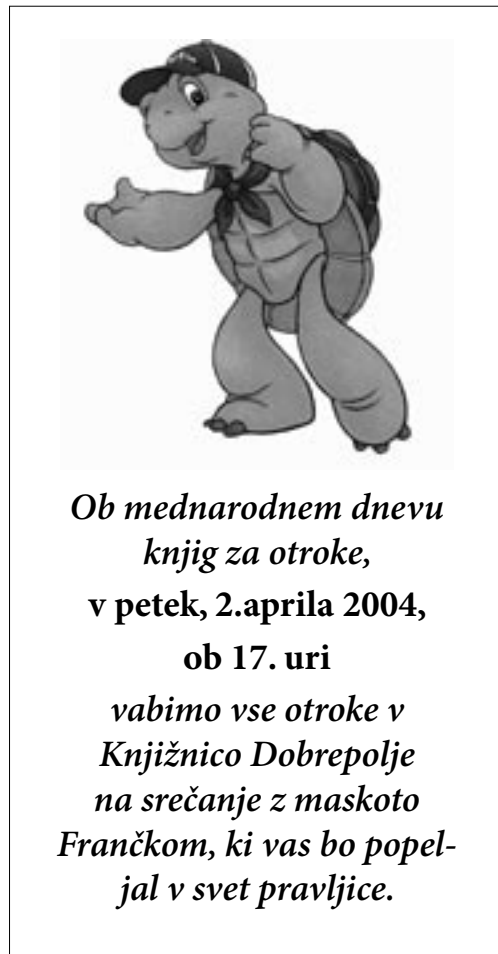 Ob mednarodnem dnevu
knjig za otroke,
v petek, 2.aprila 2004,
ob 17. uri
vabimo vse otroke v
Knjižnico Dobrepolje
na srečanje z maskoto
Frančkom, ki vas bo popel-
jal v svet pravljice.